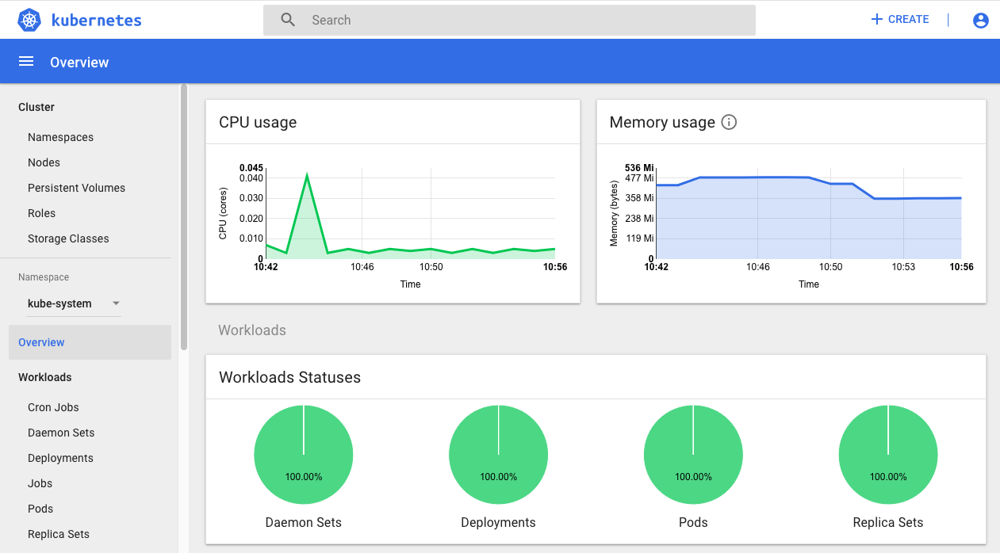 kubernetes
Search
CREATE
Overview
Cluster
Namespaces
Nodes
Persistent Volumes
Roles
Storage Classes
Namespace
kube-system
Overview
Workloads
Cron Jobs
Daemon Sets
Deployments
Jobs
Pods
Replica Sets
CPU usage
CPU (cores)
0.045
0.040
0.030
0.020
0.010
0
10:42 10:46 10:50 10:56
Time
Memory usage
Memory (bytes)
536 Mi
477 Mi
358 Mi
238 Mi
119 Mi
0
10:42 10:46 10:50 10:53 10:56
Time
Workloads
Workloads Statuses
100.00% 100.00% 100.00% 100.00%
Daemon Sets Deployments Pods Replica Sets